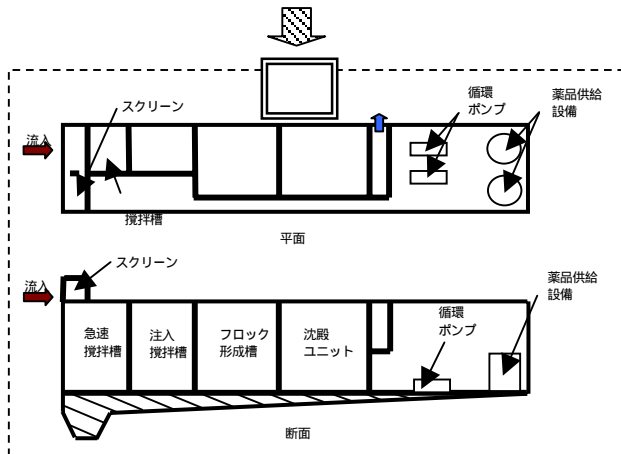 スクリーン
循環
ポンプ
薬品供給
設備
流入
撹拌槽
平面
スクリーン
流入
薬品供給
設備
循環
ポンプ
急速
撹拌槽
注入
撹拌槽
フロック
形成槽
沈殿
ユニット
断面